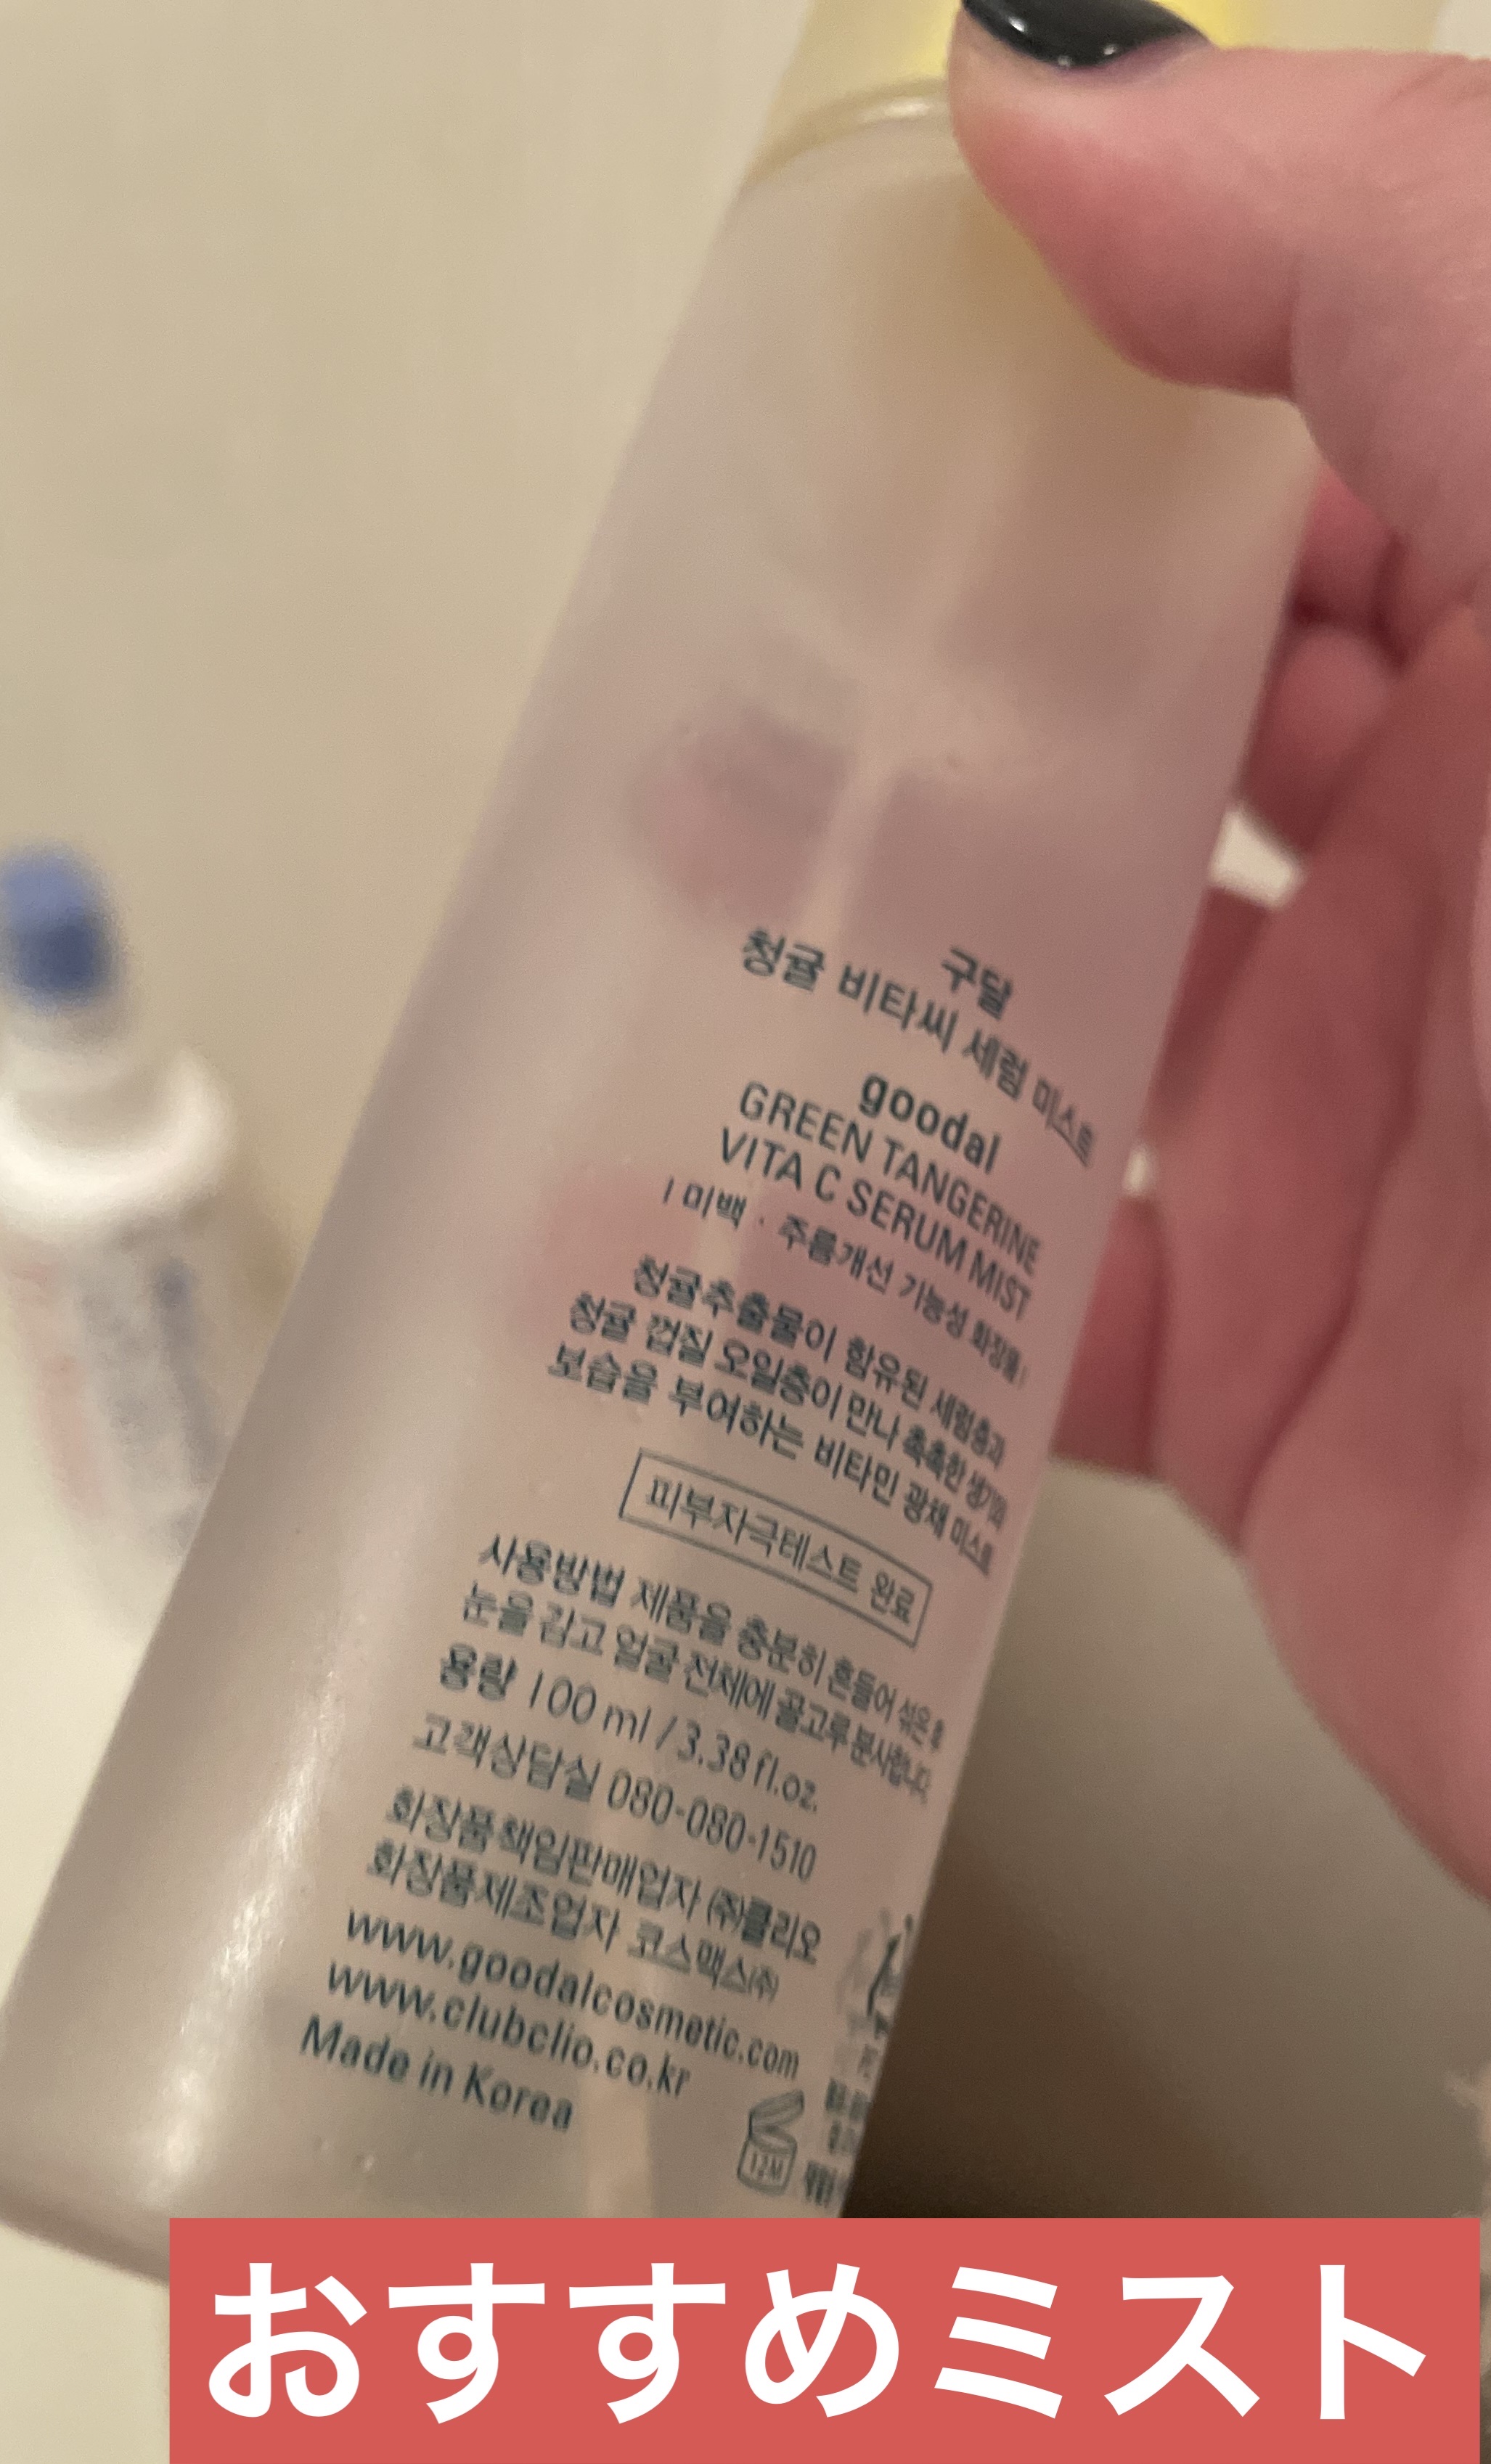 구달
청귤 비타씨 세럼 미스트
goodal
GREEN TANGERINE
VITA C SERUM MIST
| 미백 · 주름개선 기능성 화장품 |
청귤추출물이 함유된 세럼층과
청귤 껍질 오일층이 만나 촉촉한 생기와
보습을 부여하는 비타민 광채 미스트
피부자극테스트 완료
사용방법 제품을 충분히 흔들어 섞은 후
눈을 감고 얼굴 전체에 골고루 분사합니다.
용량 100 ml / 3.38 fl.oz.
고객상담실 080-080-1510
화장품책임판매업자 ㈜클리오
화장품제조업자 코스맥스㈜
www.goodalcosmetic.com
www.clubclio.co.kr
Made in Korea
12M
おすすめミスト